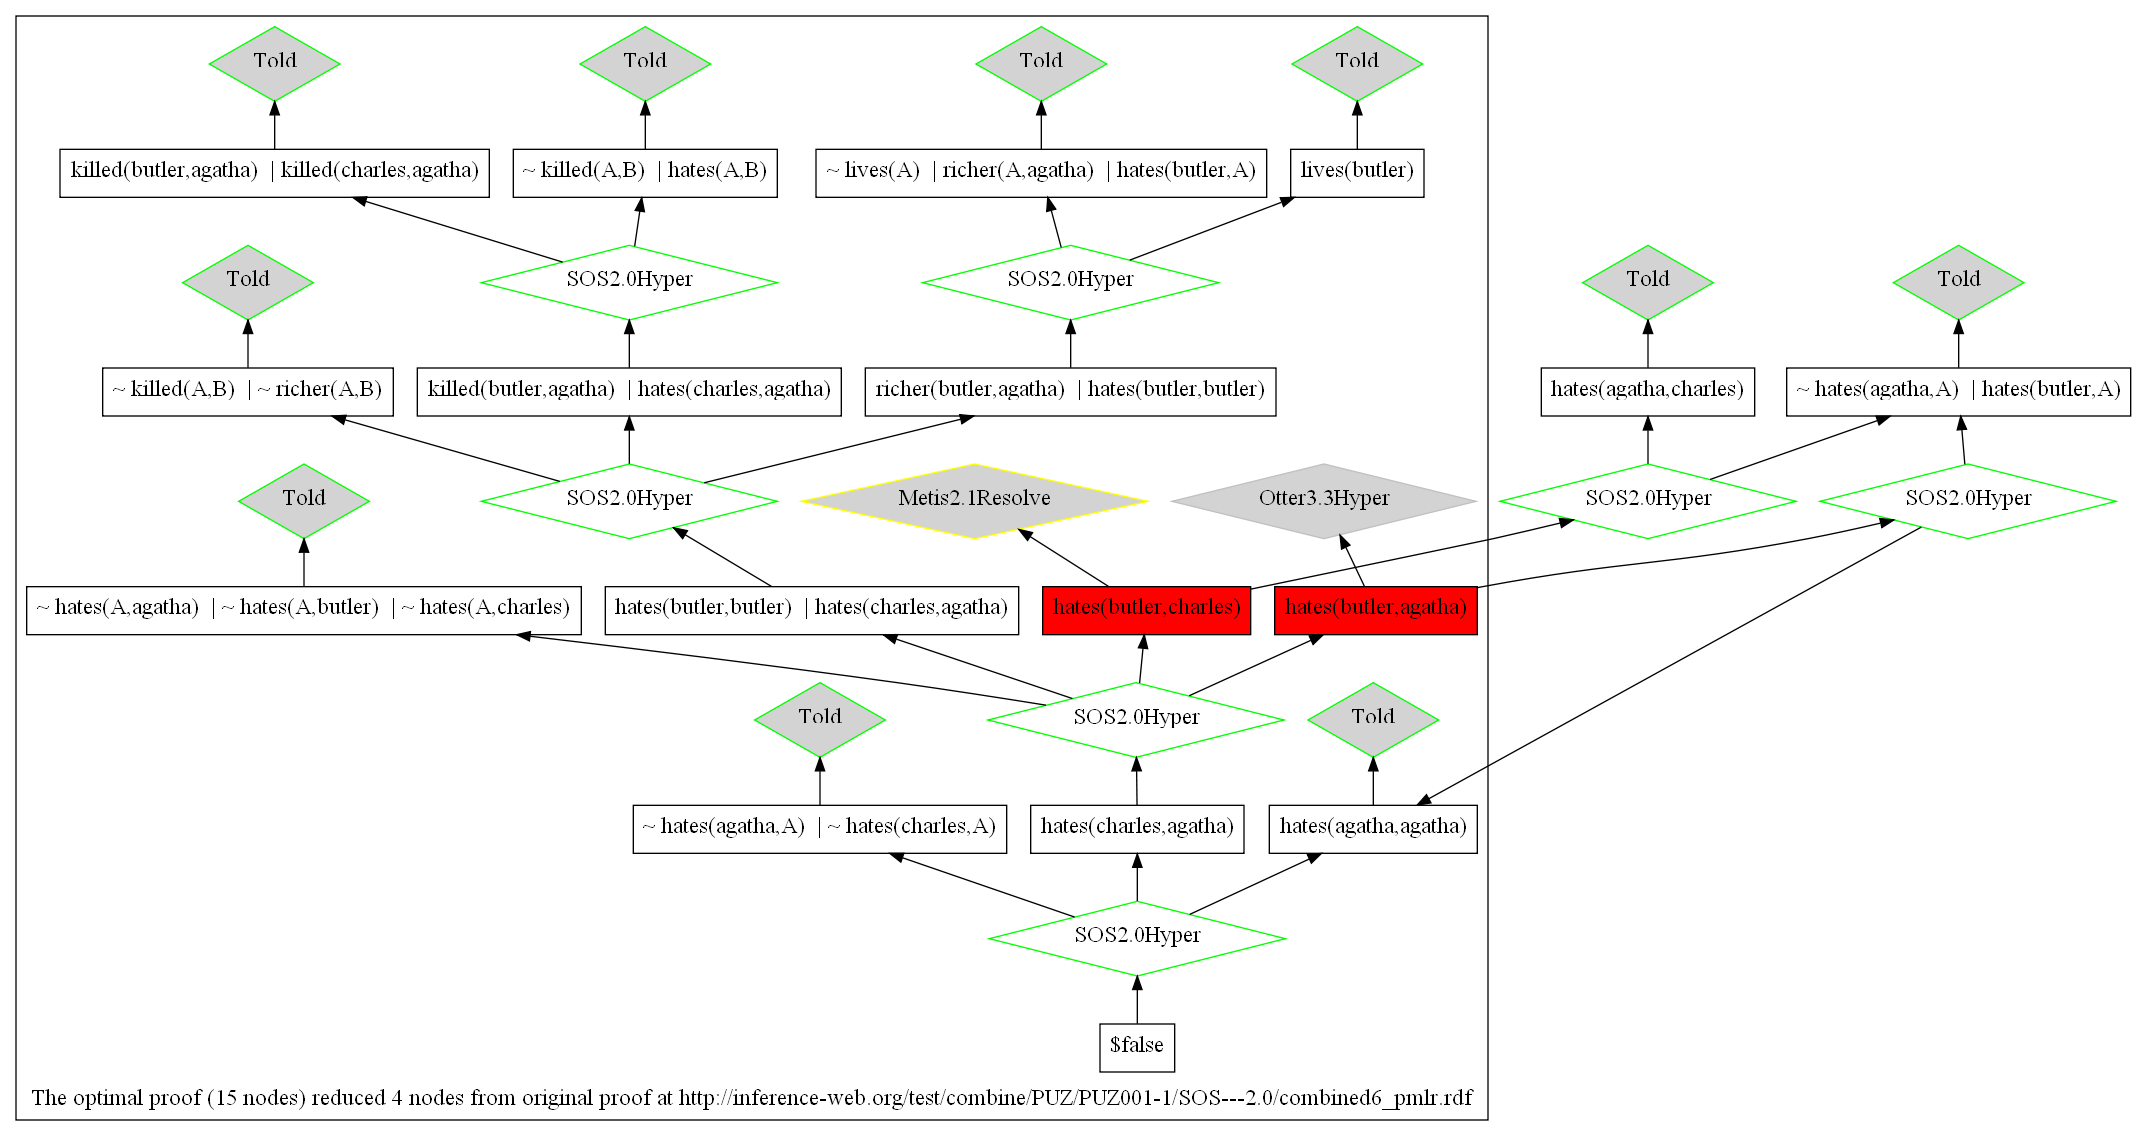 Told
Told
Told
Told
killed(butler,agatha) | killed(charles,agatha)
~ killed(A,B) | hates(A,B)
~ lives(A) | richer(A,agatha) | hates(butler,A)
lives(butler)
Told
SOS2.0Hyper
SOS2.0Hyper
Told
Told
~ killed(A,B) | ~ richer(A,B)
killed(butler,agatha) | hates(charles,agatha)
richer(butler,agatha) | hates(butler,butler)
hates(agatha,charles)
~ hates(agatha,A) | hates(butler,A)
Told
SOS2.0Hyper
Metis2.1Resolve
Otter3.3Hyper
SOS2.0Hyper
SOS2.0Hyper
~ hates(A,agatha) | ~ hates(A,butler) | ~ hates(A,charles)
hates(butler,butler) | hates(charles,agatha)
hates(butler,charles)
hates(butler,agatha)
Told
SOS2.0Hyper
Told
~ hates(agatha,A) | ~ hates(charles,A)
hates(charles,agatha)
hates(agatha,agatha)
SOS2.0Hyper
$false
The optimal proof (15 nodes) reduced 4 nodes from original proof at http://inference-web.org/test/combine/PUZ/PUZ001-1/SOS---2.0/combined6_pmlr.rdf